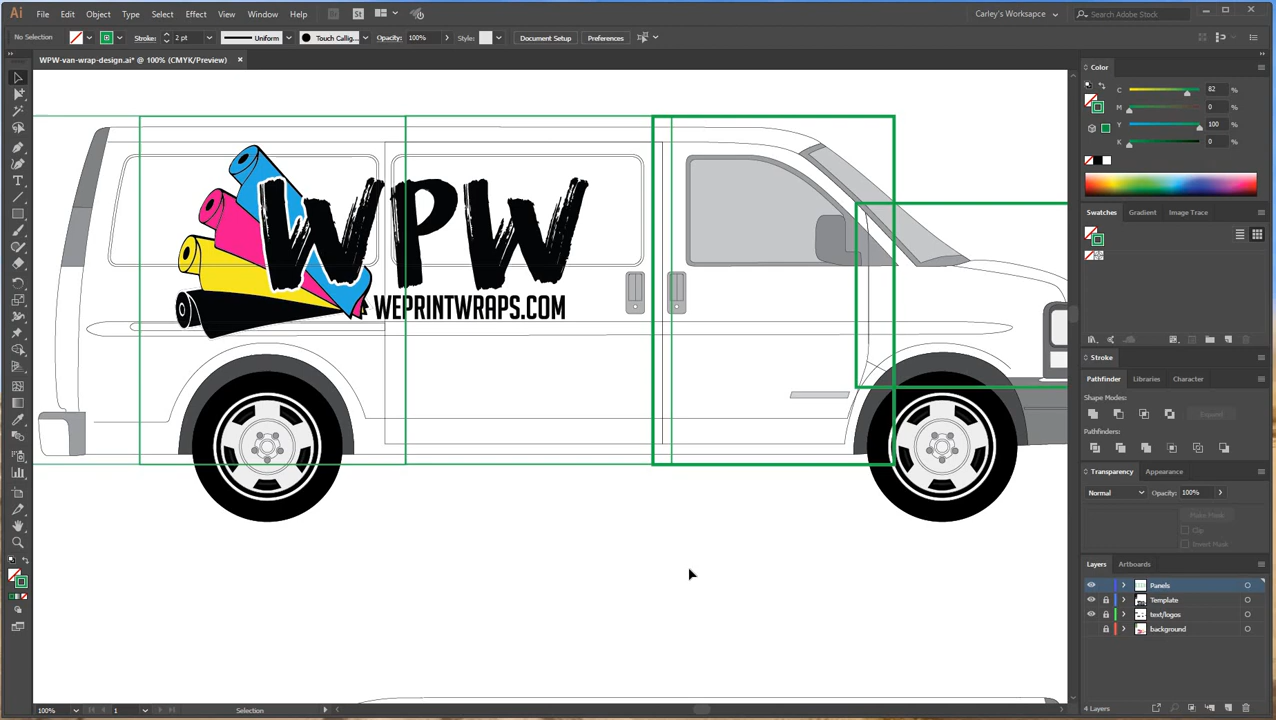 Ai File Edit Object Type Select Effect View Window Help Br St Carley's Worksapce Search Adobe Stock
No Selection Stroke: 2 pt Uniform Touch Callig... Opacity: 100% Style: Document Setup Preferences
WPW-van-wrap-design.ai* @ 100% (CMYK/Preview) ×
Color
C 82 %
M 0 %
Y 100 %
K 0 %
Swatches Gradient Image Trace
WPW
WEPRINTWRAPS.COM
Stroke
Pathfinder Libraries Character
Shape Modes:
Expand
Pathfinders:
Transparency Appearance
Normal Opacity: 100%
Make Mask
Clip
Invert Mask
Layers Artboards
Panels
Template
text/logos
background
100% 1 Selection 4 Layers